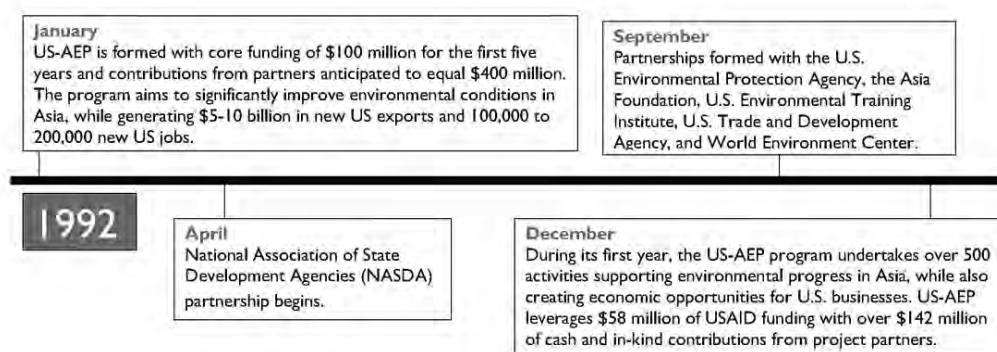 January
US-AEP is formed with core funding of $100 million for the first five
years and contributions from partners anticipated to equal $400 million.
The program aims to significantly improve environmental conditions in
Asia, while generating $5-10 billion in new US exports and 100,000 to
200,000 new US jobs.
September
Partnerships formed with the U.S.
Environmental Protection Agency, the Asia
Foundation, U.S. Environmental Training
Institute, U.S. Trade and Development
Agency, and World Environment Center.
1992
April
National Association of State
Development Agencies (NASDA)
partnership begins.
December
During its first year, the US-AEP program undertakes over 500
activities supporting environmental progress in Asia, while also
creating economic opportunities for U.S. businesses. US-AEP
leverages $58 million of USAID funding with over $142 million
of cash and in-kind contributions from project partners.